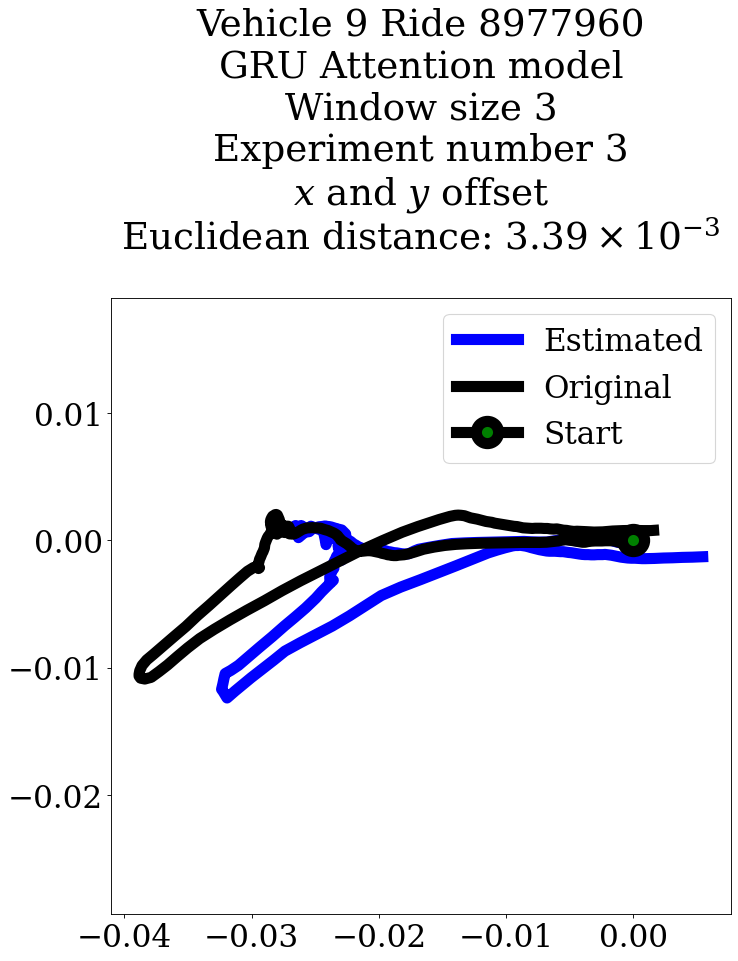 Vehicle 9 Ride 8977960
GRU Attention model
Window size 3
Experiment number 3
x and y offset
Euclidean distance: 3.39 × 10⁻³
Estimated
Original
Start
0.01
0.00
−0.01
−0.02
−0.04 −0.03 −0.02 −0.01 0.00